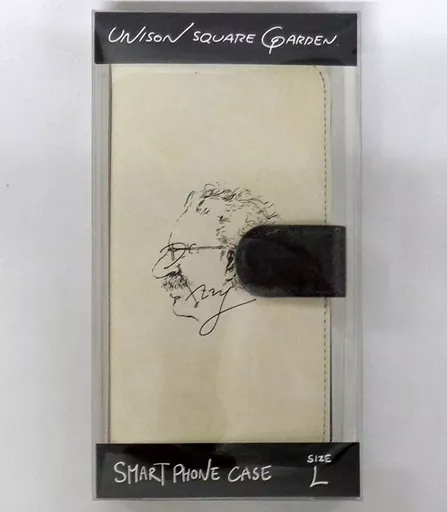 UNISON SQUARE GARDEN
SMART PHONE CASE
SIZE
L